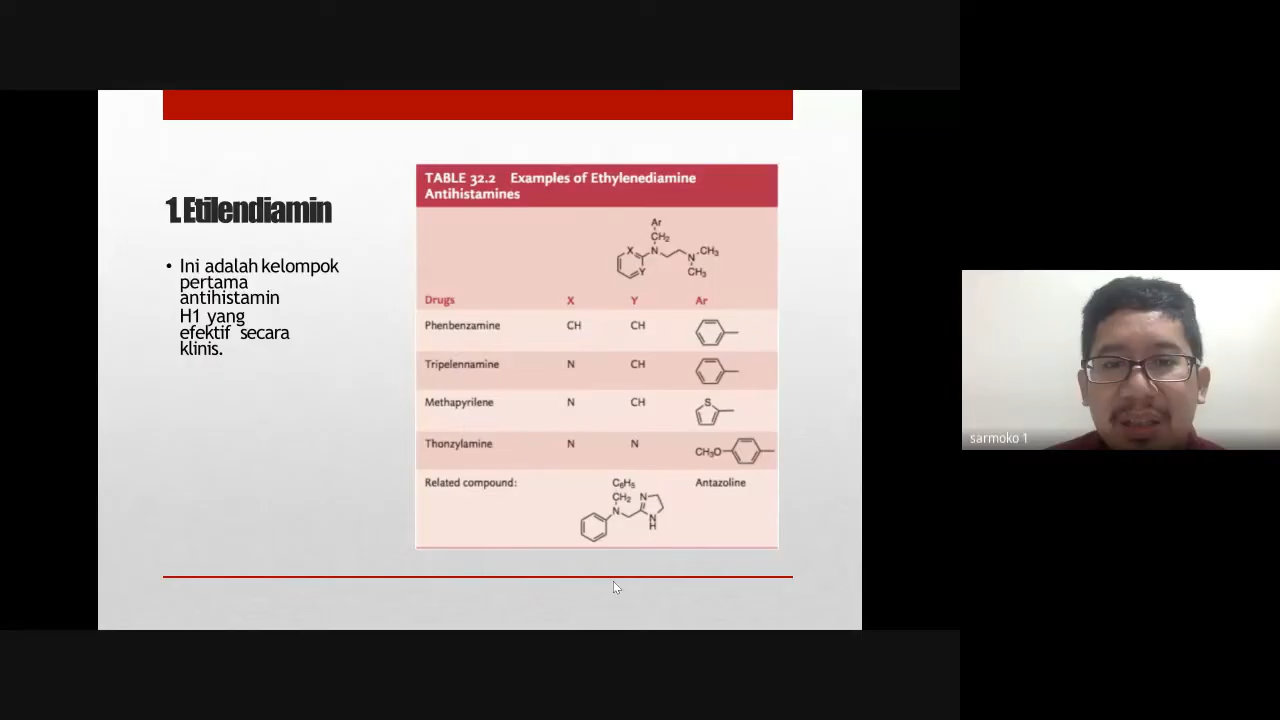 1. Etilendiamin
• Ini adalah kelompok
pertama
antihistamin
H1 yang
efektif secara
klinis.
TABLE 32.2 Examples of Ethylenediamine
Antihistamines
Ar
CH₂
X
N
CH₃
Y
N
CH₃
Drugs X Y Ar
Phenbenzamine CH CH
Tripelennamine N CH
Methapyrilene N CH
S
Thonzylamine N N
CH₃O
Related compound: C₆H₅ Antazoline
CH₂ N
N
N
H
sarmoko 1